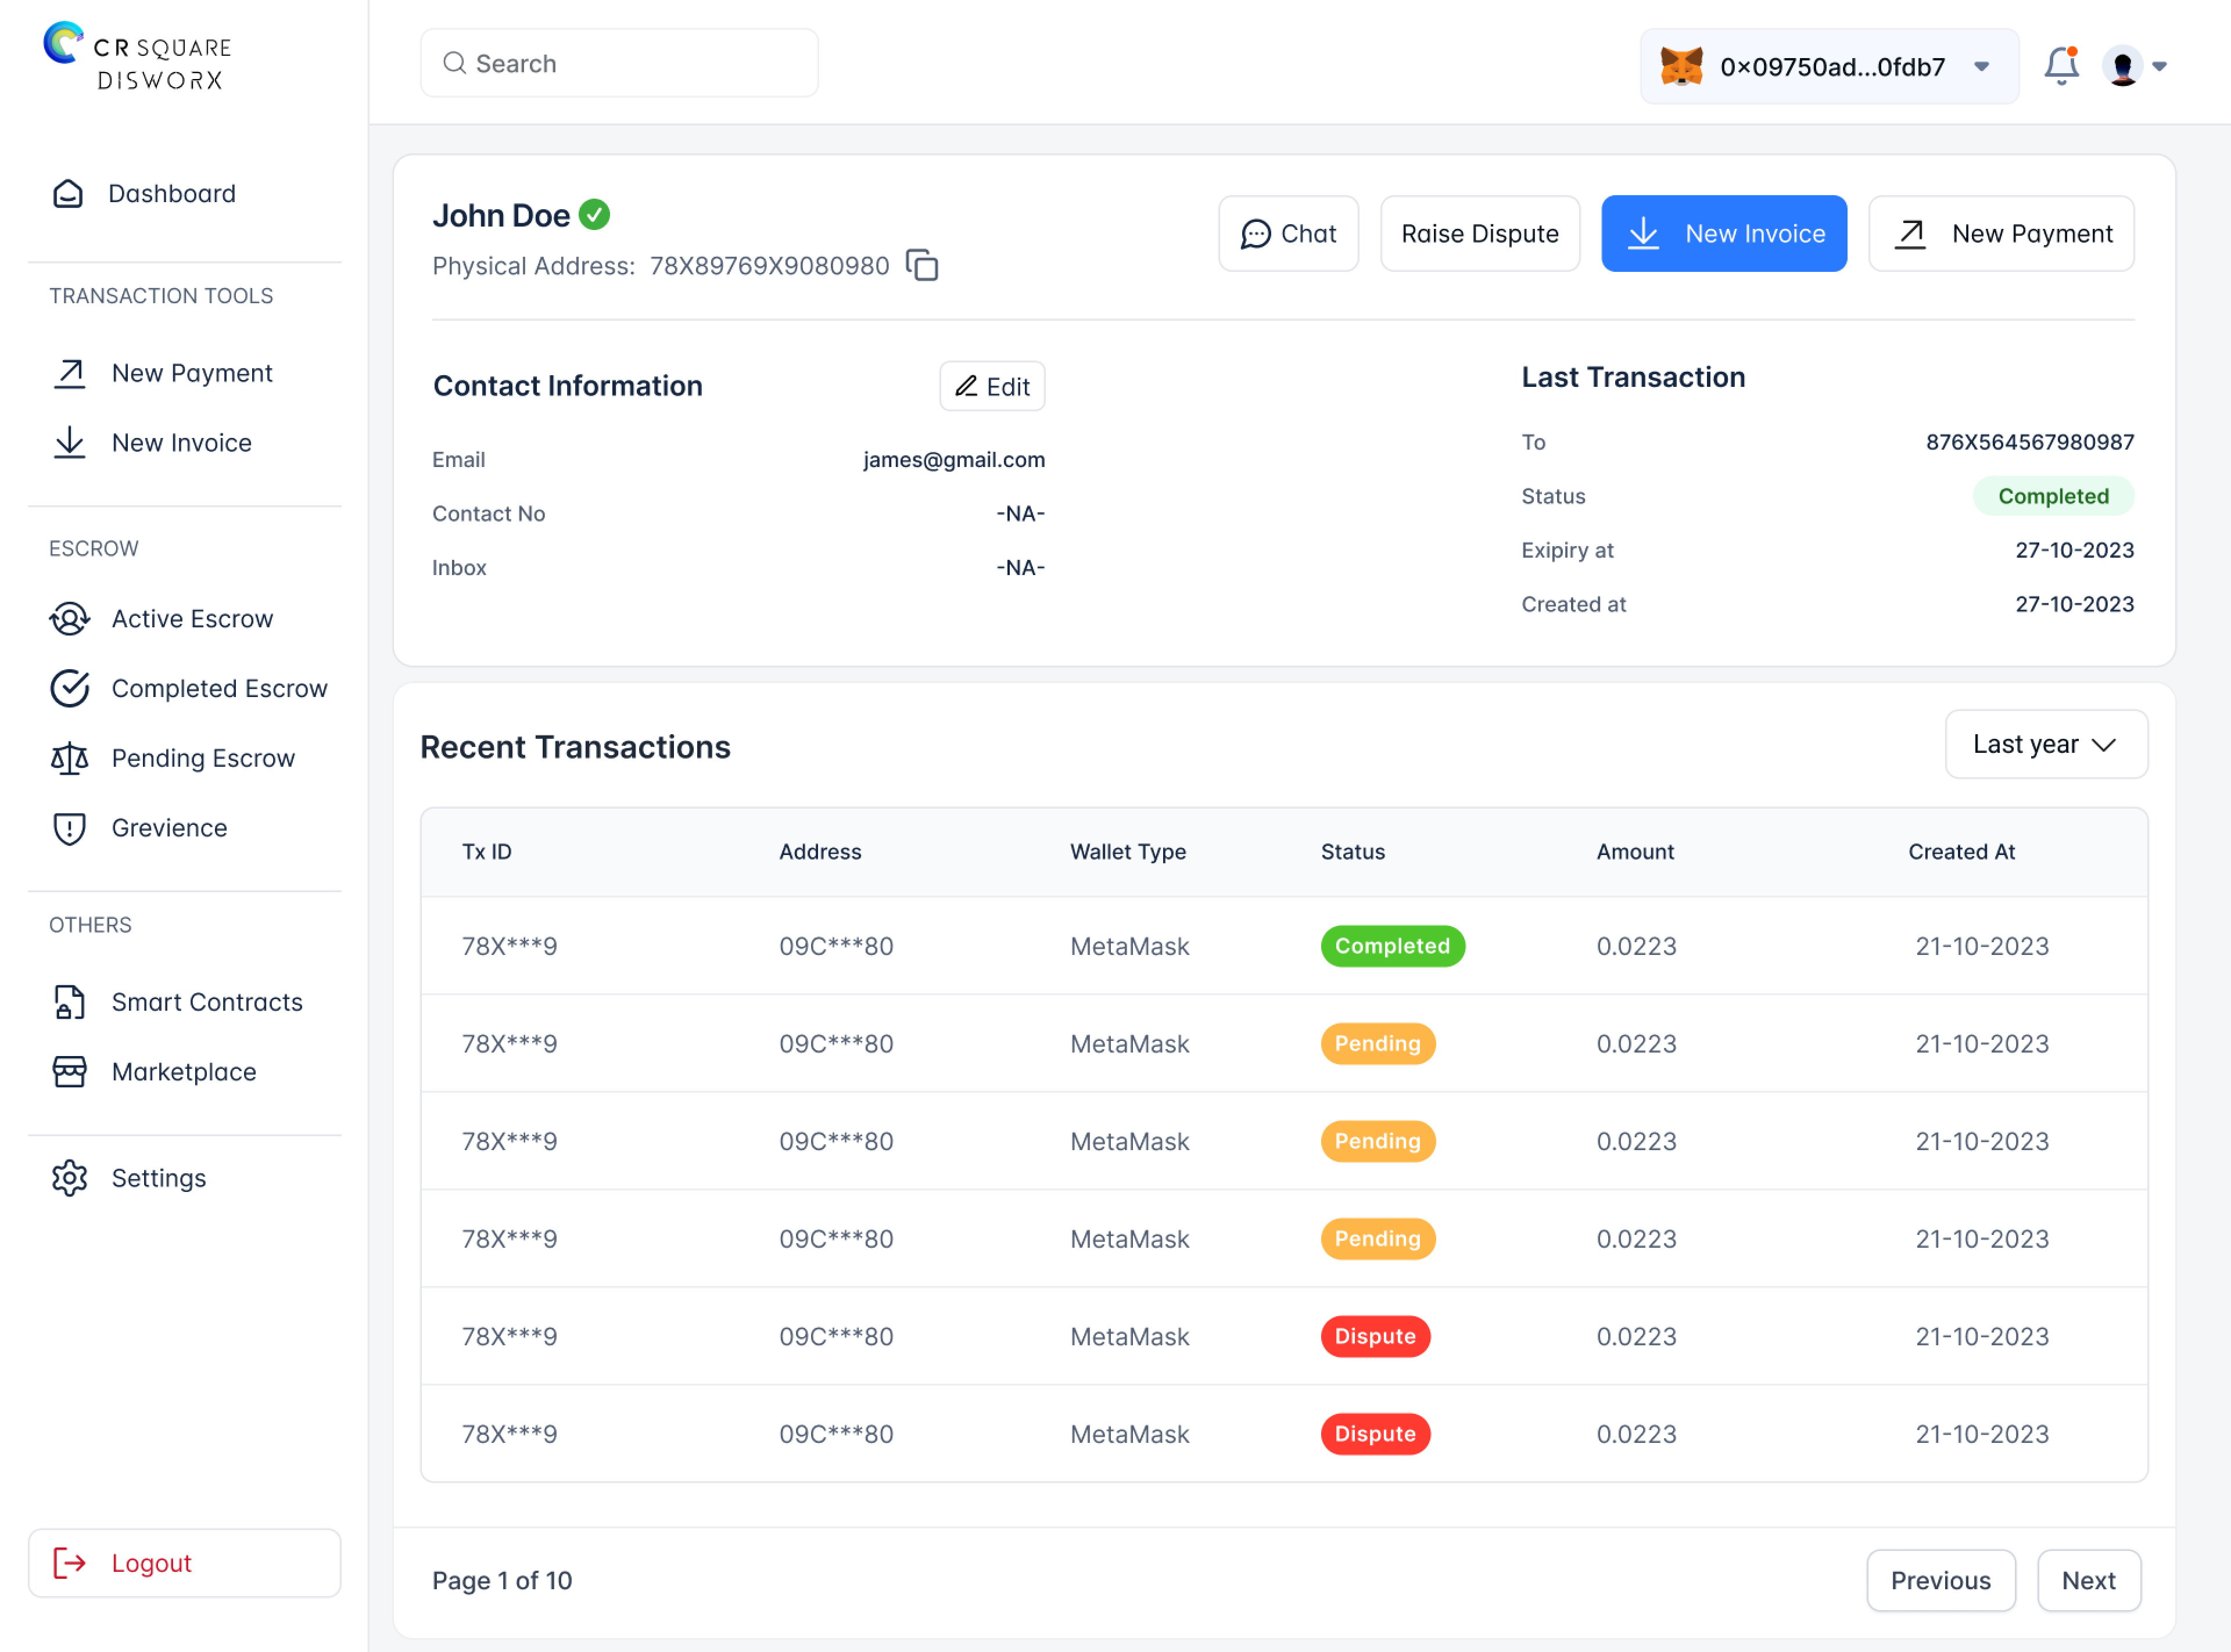 CR SQUARE
DISWORX
Search
0×09750ad...0fdb7
Dashboard
TRANSACTION TOOLS
New Payment
New Invoice
ESCROW
Active Escrow
Completed Escrow
Pending Escrow
Grevience
OTHERS
Smart Contracts
Marketplace
Settings
Logout
John Doe
Physical Address: 78X89769X9080980
Chat
Raise Dispute
New Invoice
New Payment
Contact Information
Edit
Email james@gmail.com
Contact No -NA-
Inbox -NA-
Last Transaction
To 876X564567980987
Status Completed
Exipiry at 27-10-2023
Created at 27-10-2023
Recent Transactions
Last year
Tx ID Address Wallet Type Status Amount Created At
78X***9 09C***80 MetaMask Completed 0.0223 21-10-2023
78X***9 09C***80 MetaMask Pending 0.0223 21-10-2023
78X***9 09C***80 MetaMask Pending 0.0223 21-10-2023
78X***9 09C***80 MetaMask Pending 0.0223 21-10-2023
78X***9 09C***80 MetaMask Dispute 0.0223 21-10-2023
78X***9 09C***80 MetaMask Dispute 0.0223 21-10-2023
Page 1 of 10
Previous
Next